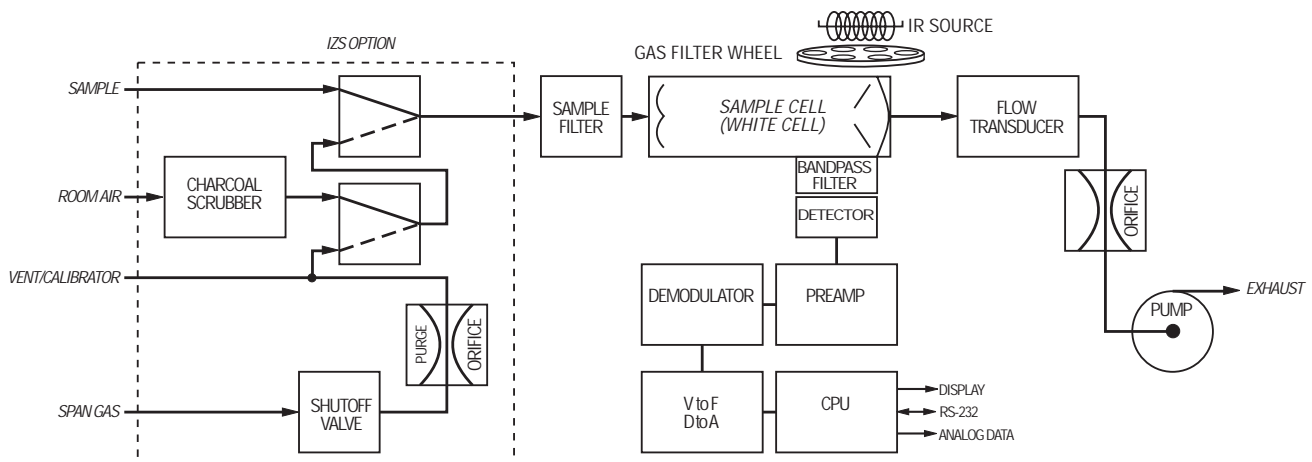 IR SOURCE
IZS OPTION
GAS FILTER WHEEL
SAMPLE
SAMPLE
FILTER
SAMPLE CELL
(WHITE CELL)
FLOW
TRANSDUCER
BANDPASS
FILTER
ROOM AIR
CHARCOAL
SCRUBBER
DETECTOR
ORIFICE
VENT/CALIBRATOR
DEMODULATOR
PREAMP
EXHAUST
PUMP
PURGE
ORIFICE
SPAN GAS
SHUTOFF
VALVE
V to F
D to A
CPU
DISPLAY
RS-232
ANALOG DATA